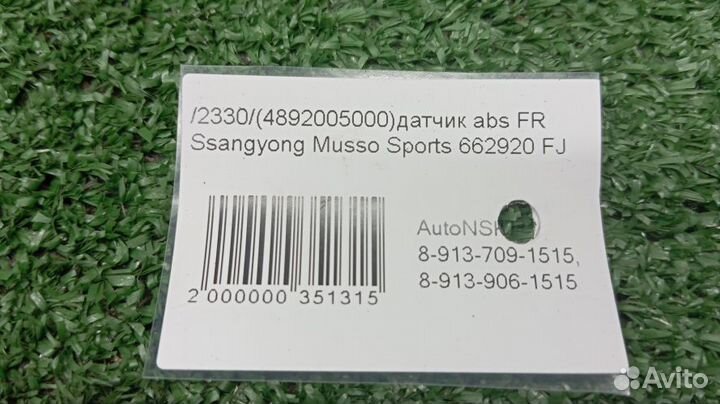 /2330/(4892005000)датчик abs FR
Ssangyong Musso Sports 662920 FJ
AutoNSK
8-913-709-1515,
8-913-906-1515
2 000000 351315
Avito